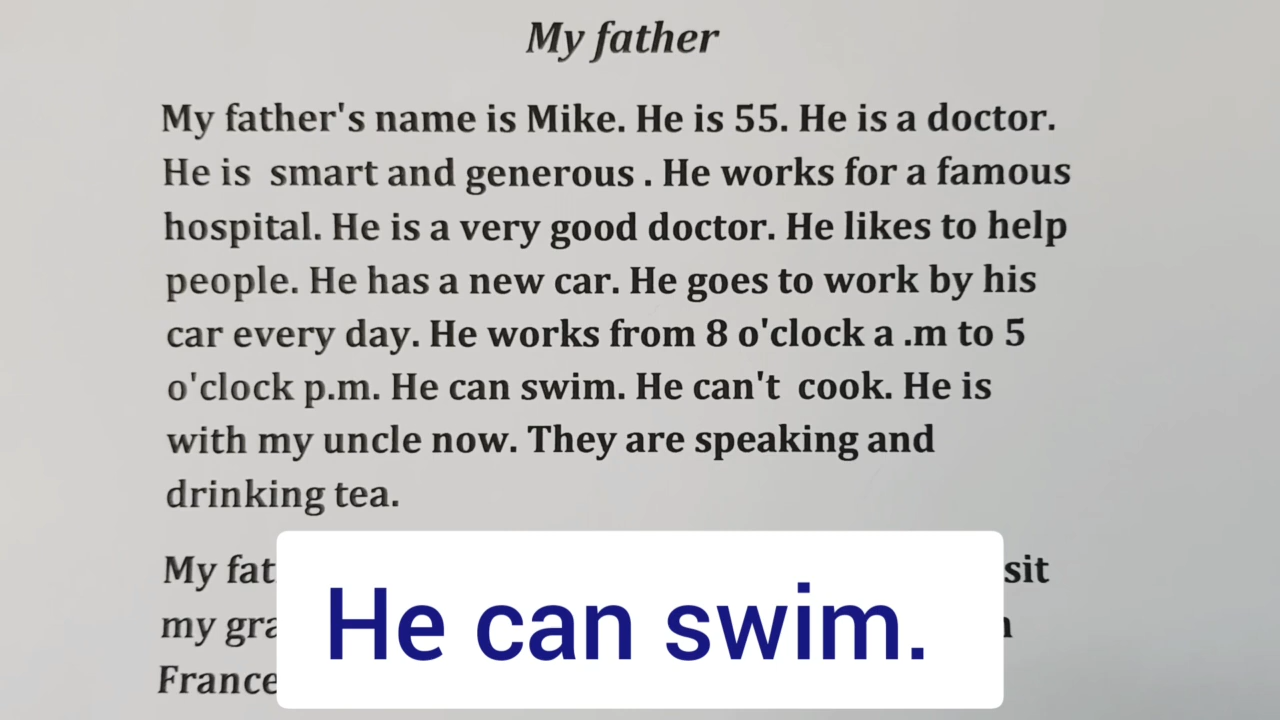 My father
My father's name is Mike. He is 55. He is a doctor.
He is  smart and generous . He works for a famous
hospital. He is a very good doctor. He likes to help
people. He has a new car. He goes to work by his
car every day. He works from 8 o'clock a .m to 5
o'clock p.m. He can swim. He can't  cook. He is
with my uncle now. They are speaking and
drinking tea.
My
my
France
He can swim.